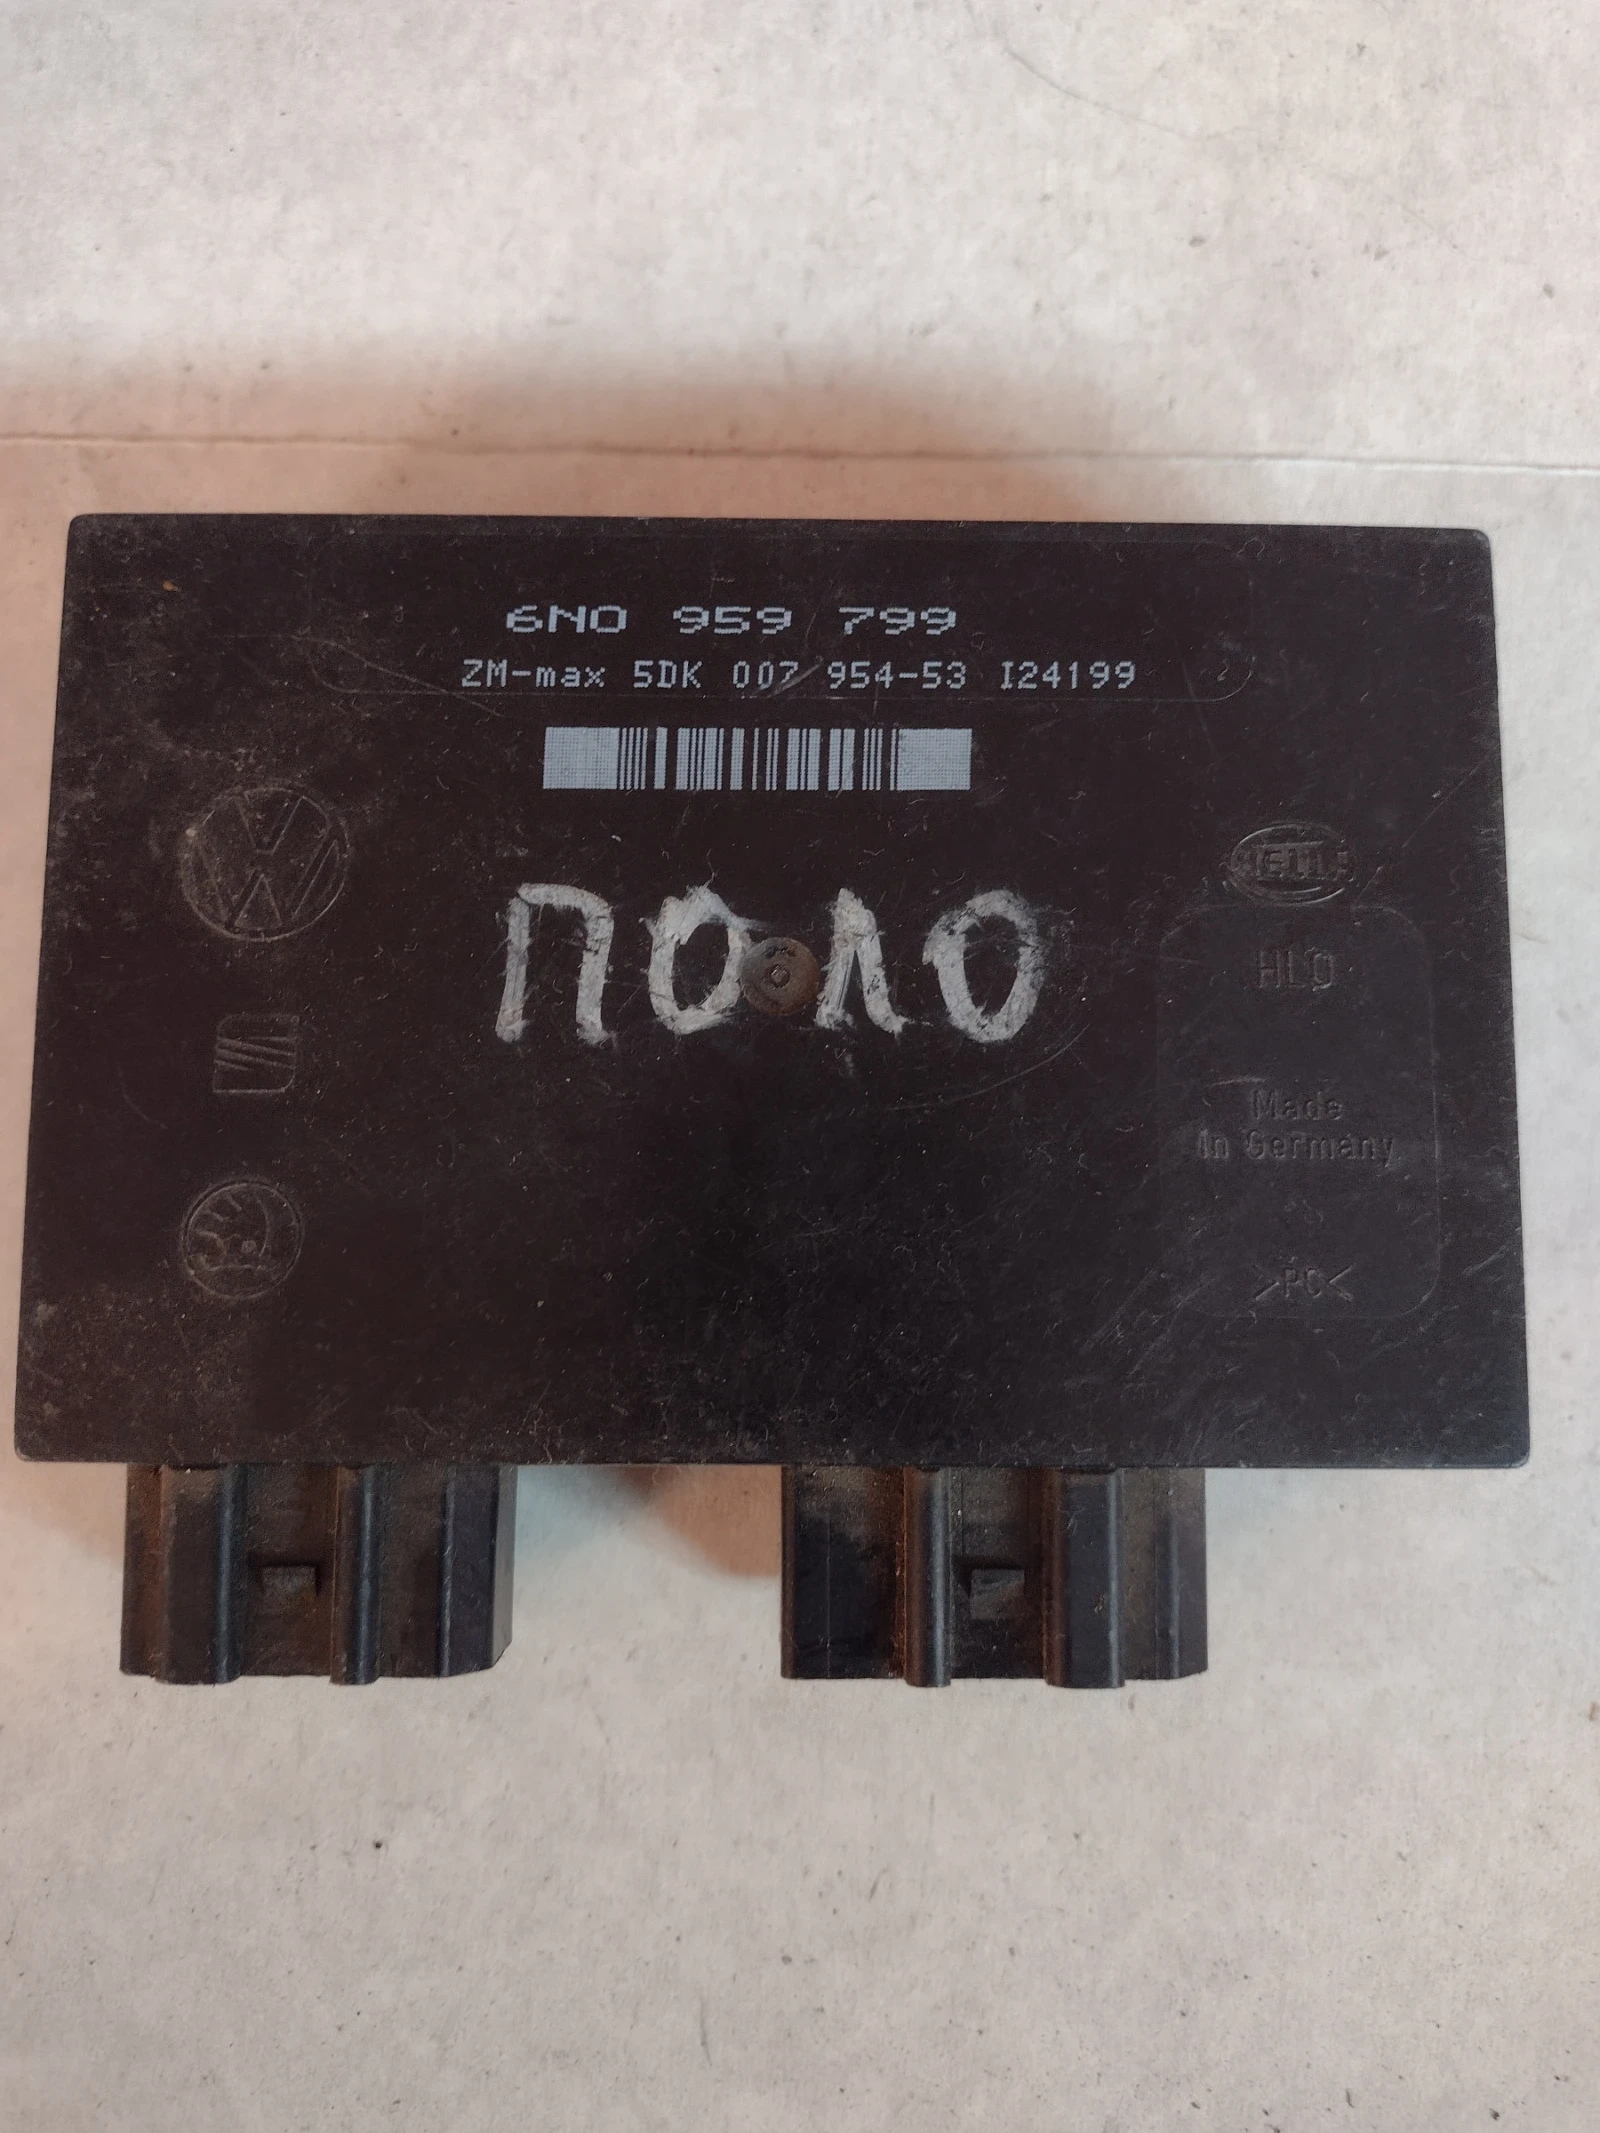 6N0 959 799
ZM-max 5DK 007 954-53 I24199
HELLA
ПОЛО
HLO
Made
in Germany
>PC<